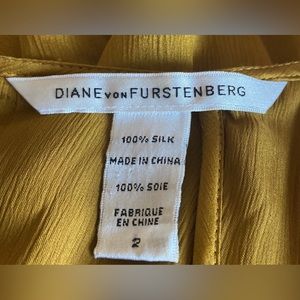 DIANE VON FURSTENBERG
100% SILK
MADE IN CHINA
100% SOIE
FABRIQUE
EN CHINE
2